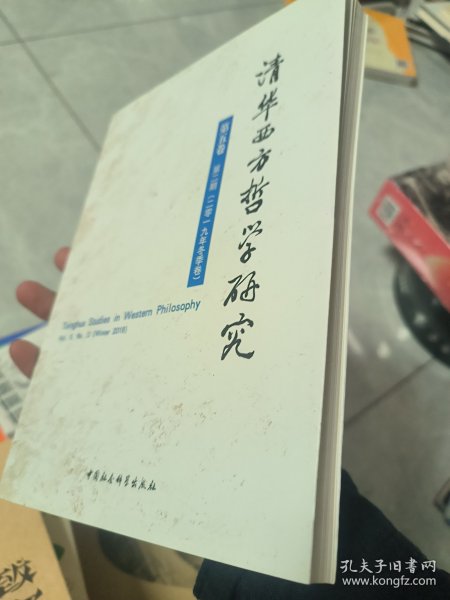 清华西方哲学研究
第五卷 第二期（二零一九年冬季卷）
Tsinghua Studies in Western Philosophy
Vol. 5, No. 2 (Winter 2019)
中国社会科学出版社
孔夫子旧书网
www.kongfz.com